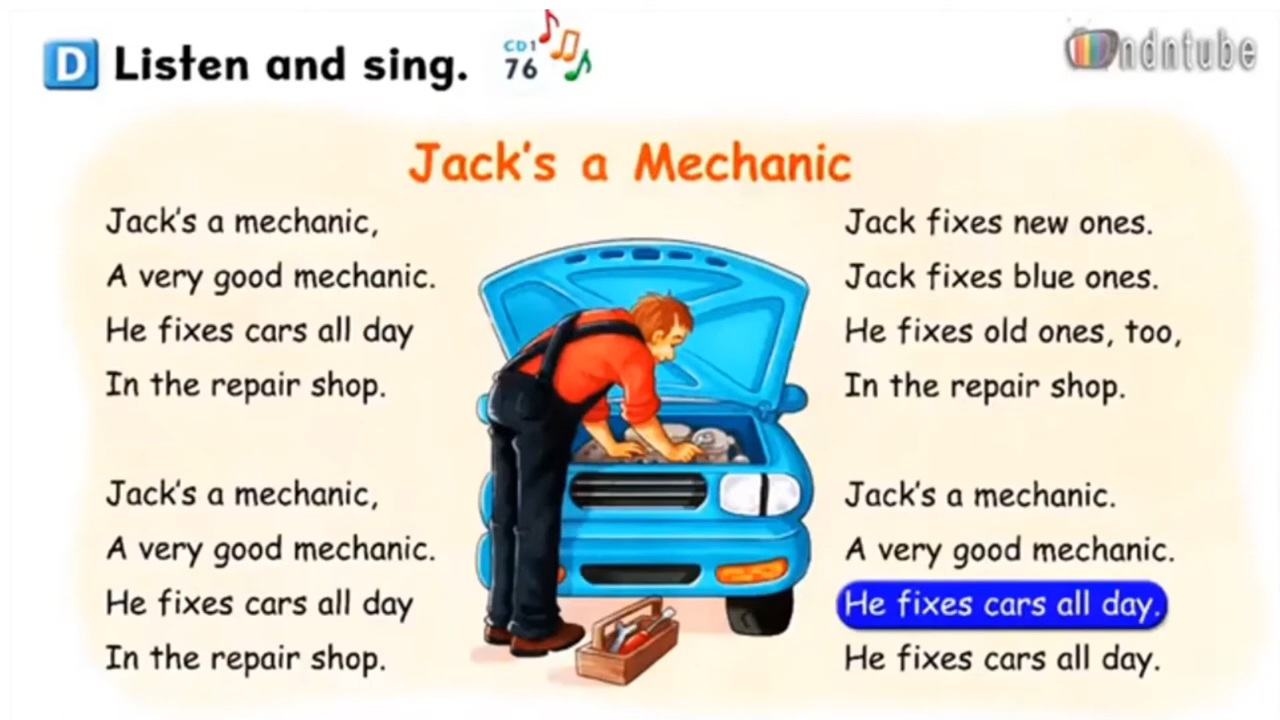 D Listen and sing. CD1 76
ndntube
Jack's a Mechanic
Jack's a mechanic,
A very good mechanic.
He fixes cars all day
In the repair shop.
Jack's a mechanic,
A very good mechanic.
He fixes cars all day
In the repair shop.
Jack fixes new ones.
Jack fixes blue ones.
He fixes old ones, too,
In the repair shop.
Jack's a mechanic.
A very good mechanic.
He fixes cars all day.
He fixes cars all day.